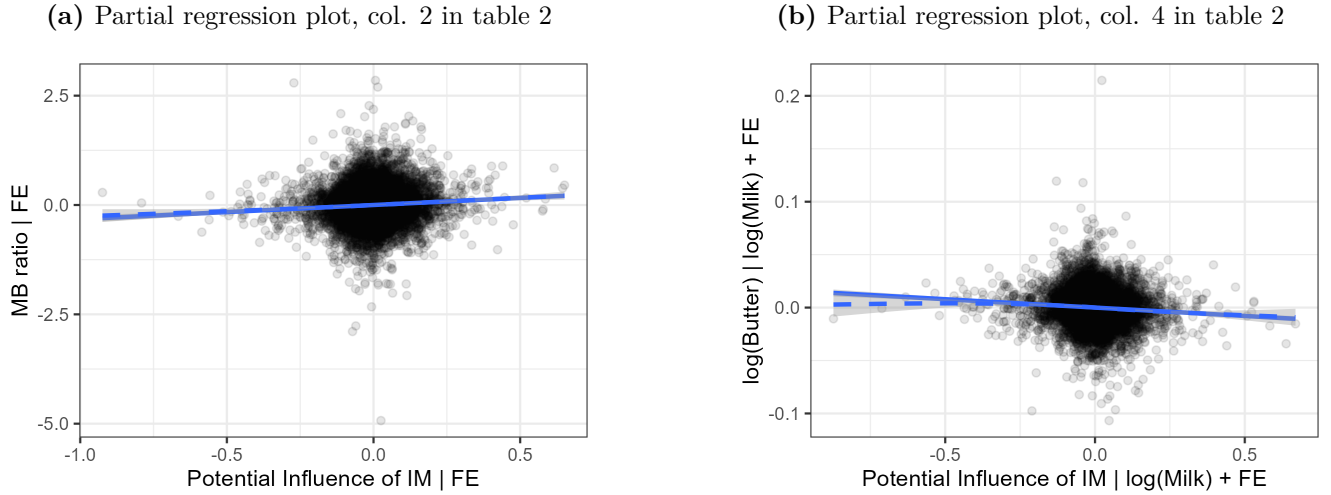 (a) Partial regression plot, col. 2 in table 2
MB ratio | FE
2.5
0.0
-2.5
-5.0
-1.0
-0.5
0.0
0.5
Potential Influence of IM | FE
(b) Partial regression plot, col. 4 in table 2
log(Butter) | log(Milk) + FE
0.2
0.1
0.0
-0.1
-0.5
0.0
0.5
Potential Influence of IM | log(Milk) + FE